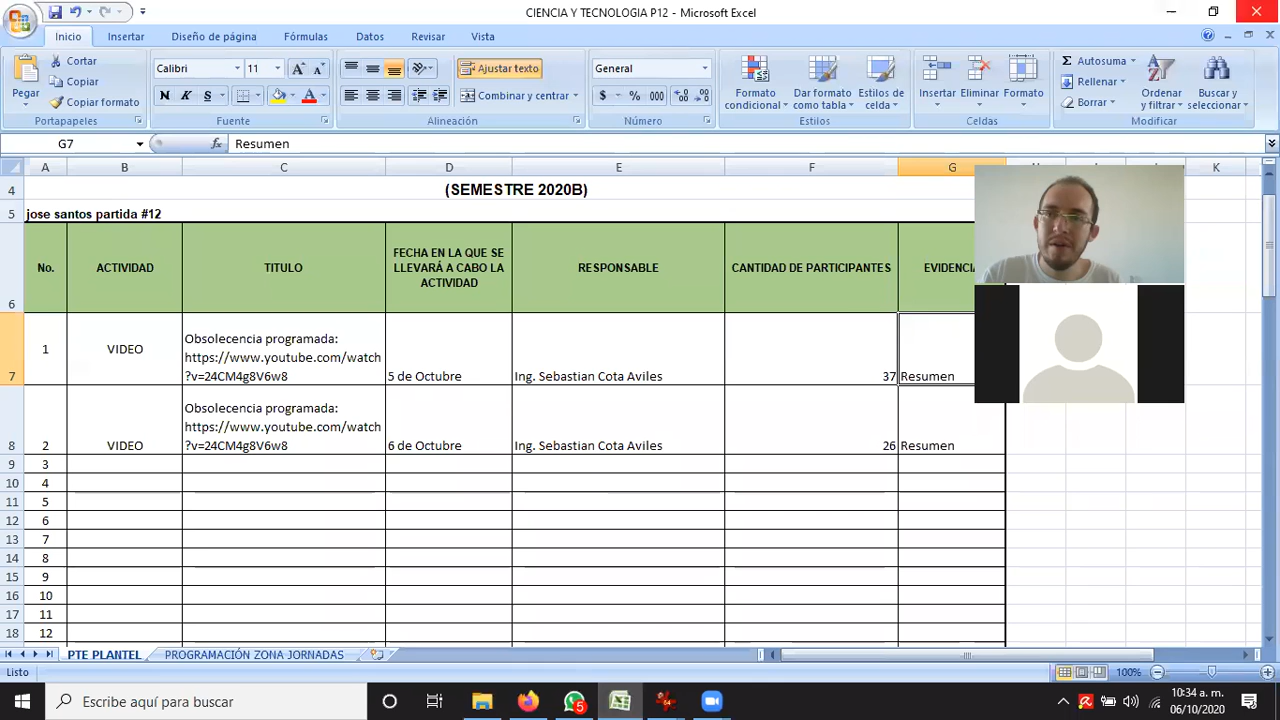 CIENCIA Y TECNOLOGIA P12 - Microsoft Excel
Inicio Insertar Diseño de página Fórmulas Datos Revisar Vista
Pegar
Cortar
Copiar
Copiar formato
Portapapeles
Calibri 11
N K S
Fuente
Ajustar texto
Combinar y centrar
Alineación
General
$ % 000
Número
Formato condicional
Dar formato como tabla
Estilos de celda
Estilos
Insertar Eliminar Formato
Celdas
Autosuma
Rellenar
Borrar
Ordenar y filtrar
Buscar y seleccionar
Modificar
G7 fx Resumen
A B C D E F G K
4 (SEMESTRE 2020B)
5 jose santos partida #12
6 No. ACTIVIDAD TITULO FECHA EN LA QUE SE LLEVARÁ A CABO LA ACTIVIDAD RESPONSABLE CANTIDAD DE PARTICIPANTES EVIDENCIA
7 1 VIDEO Obsolecencia programada: https://www.youtube.com/watch?v=24CM4g8V6w8 5 de Octubre Ing. Sebastian Cota Aviles 37 Resumen
8 2 VIDEO Obsolecencia programada: https://www.youtube.com/watch?v=24CM4g8V6w8 6 de Octubre Ing. Sebastian Cota Aviles 26 Resumen
9 3
10 4
11 5
12 6
13 7
14 8
15 9
16 10
17 11
18 12
PTE PLANTEL PROGRAMACIÓN ZONA JORNADAS
Listo 100%
Escribe aquí para buscar
5
64
10:34 a. m.
06/10/2020